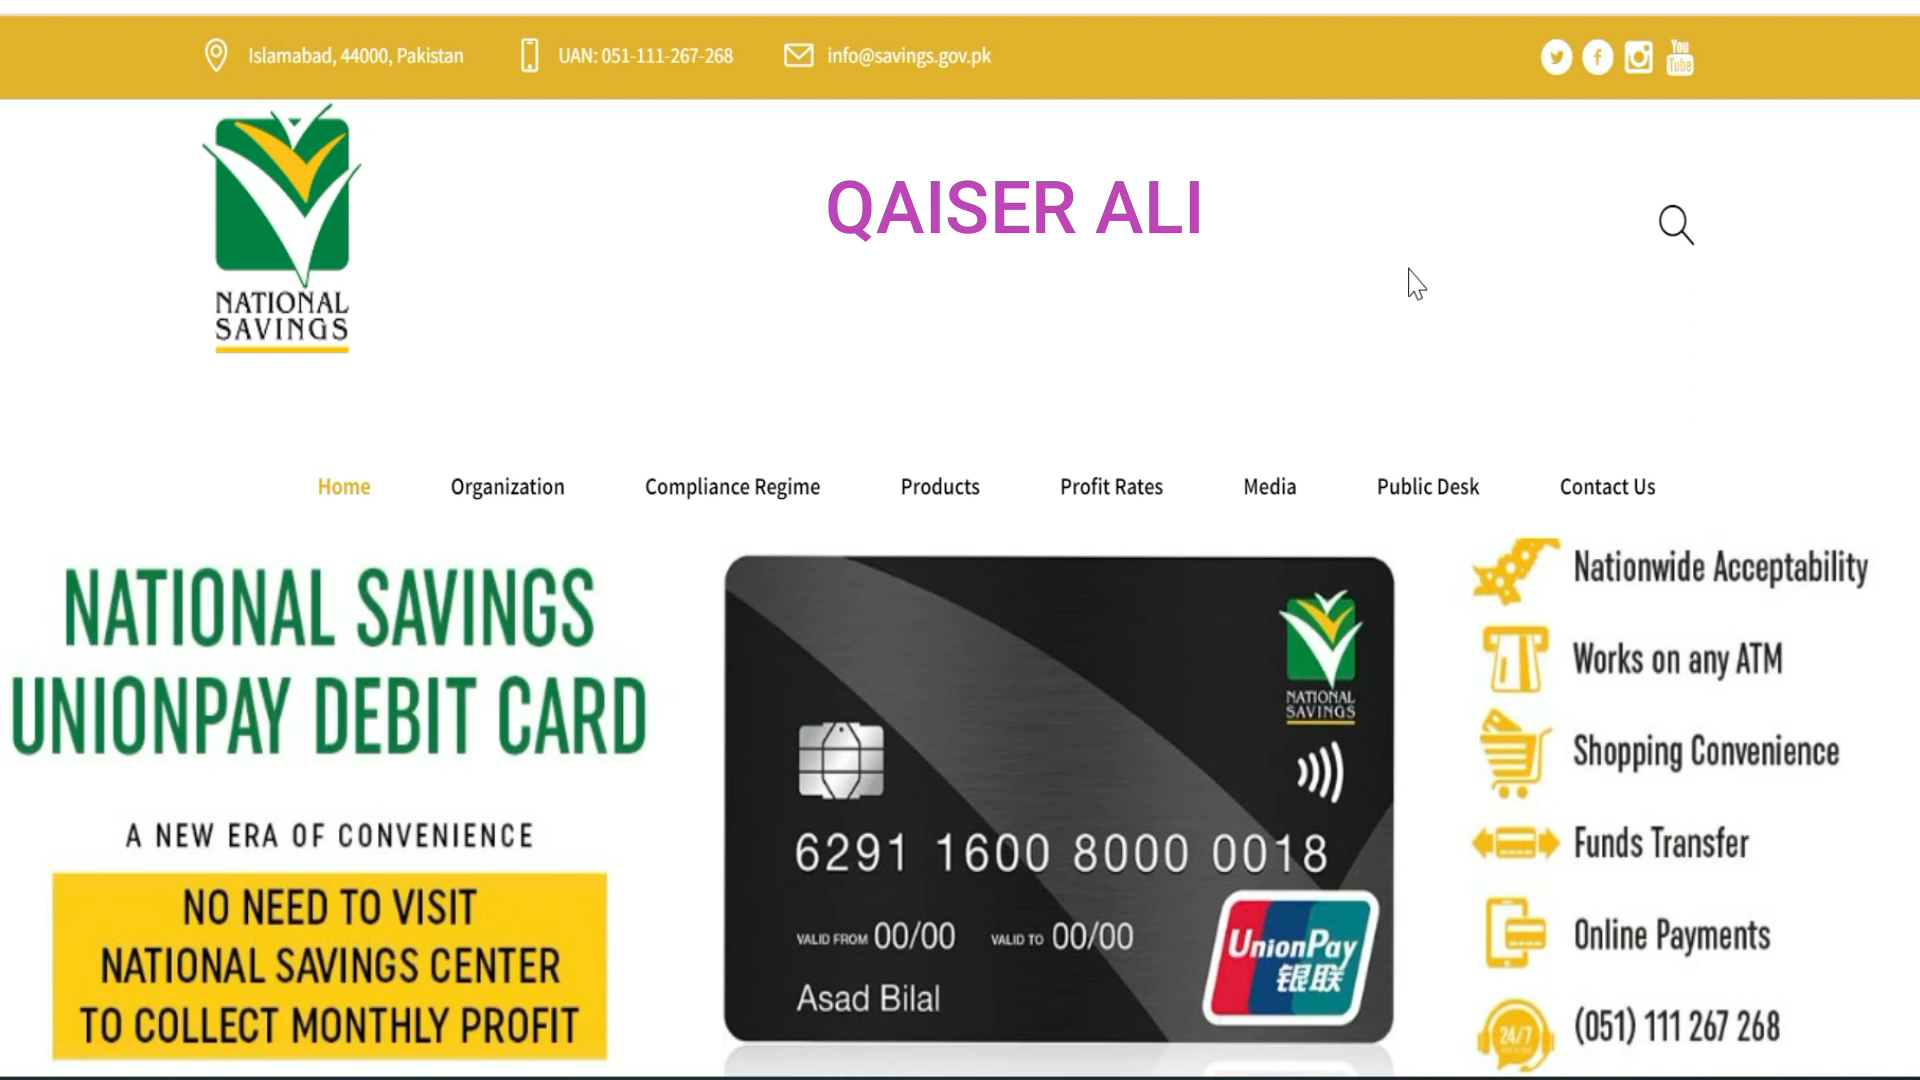 Islamabad, 44000, Pakistan
UAN: 051-111-267-268
info@savings.gov.pk
You
Tube
NATIONAL
SAVINGS
QAISER ALI
Home
Organization
Compliance Regime
Products
Profit Rates
Media
Public Desk
Contact Us
NATIONAL SAVINGS
UNIONPAY DEBIT CARD
A NEW ERA OF CONVENIENCE
NO NEED TO VISIT
NATIONAL SAVINGS CENTER
TO COLLECT MONTHLY PROFIT
NATIONAL
SAVINGS
6291 1600 8000 0018
VALID FROM 00/00 VALID TO 00/00
Asad Bilal
UnionPay
银联
Nationwide Acceptability
Works on any ATM
Shopping Convenience
Funds Transfer
Online Payments
24/7
(051) 111 267 268